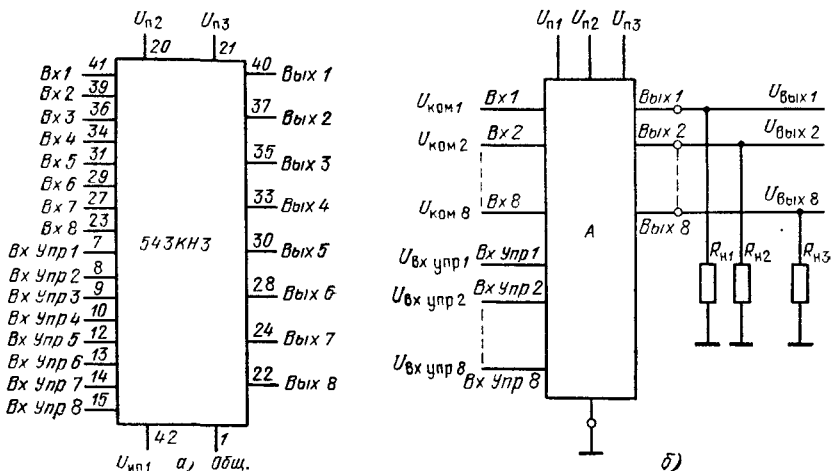 Uп2 Uп3
20 21
Вх 1 41
Вх 2 39
Вх 3 36
Вх 4 34
Вх 5 31
Вх 6 29
Вх 7 27
Вх 8 23
Вх Упр 1 7
Вх Упр 2 8
Вх Упр 3 9
Вх Упр 4 10
Вх Упр 5 12
Вх Упр 6 13
Вх Упр 7 14
Вх Упр 8 15
543КН3
40 Вых 1
37 Вых 2
35 Вых 3
33 Вых 4
30 Вых 5
28 Вых 6
24 Вых 7
22 Вых 8
42 1
Uип1 а) Общ.
Uп1 Uп2 Uп3
Uком 1 Вх 1
Uком 2 Вх 2
Uком 8 Вх 8
Uвх упр 1 Вх Упр 1
Uвх упр 2 Вх Упр 2
Uвх упр 8 Вх Упр 8
А
Вых 1 Uвых 1
Вых 2 Uвых 2
Вых 8 Uвых 8
Rн1 Rн2 Rн3
б)